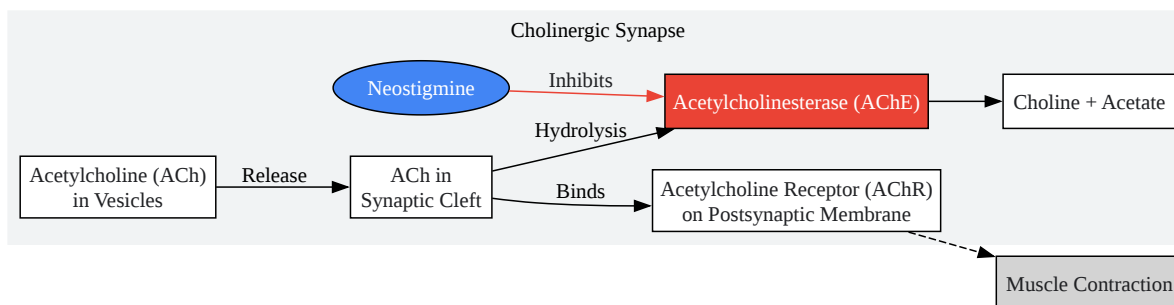 Cholinergic Synapse
Neostigmine
Inhibits
Acetylcholinesterase (AChE)
Choline + Acetate
Hydrolysis
Acetylcholine (ACh)
in Vesicles
Release
ACh in
Synaptic Cleft
Binds
Acetylcholine Receptor (AChR)
on Postsynaptic Membrane
Muscle Contraction